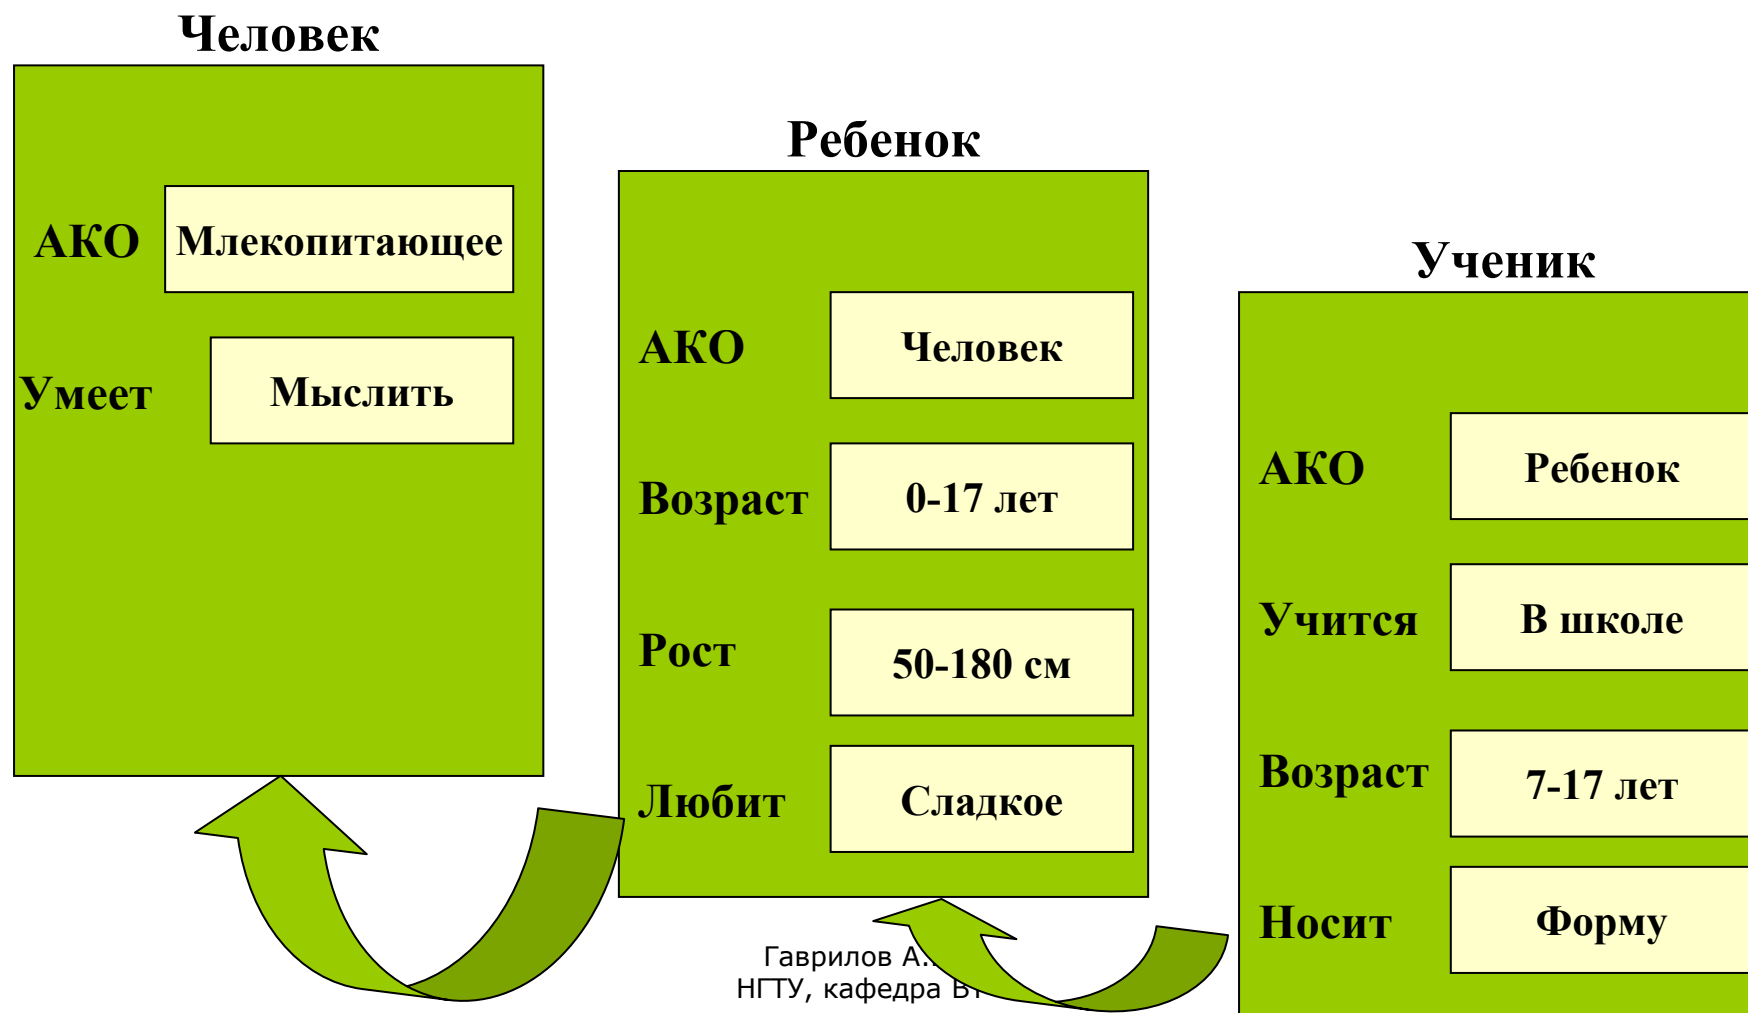 Человек
АКО Млекопитающее
Умеет Мыслить
Ребенок
АКО Человек
Возраст 0-17 лет
Рост 50-180 см
Любит Сладкое
Ученик
АКО Ребенок
Учится В школе
Возраст 7-17 лет
Носит Форму
Гаврилов А.
НГТУ, кафедра